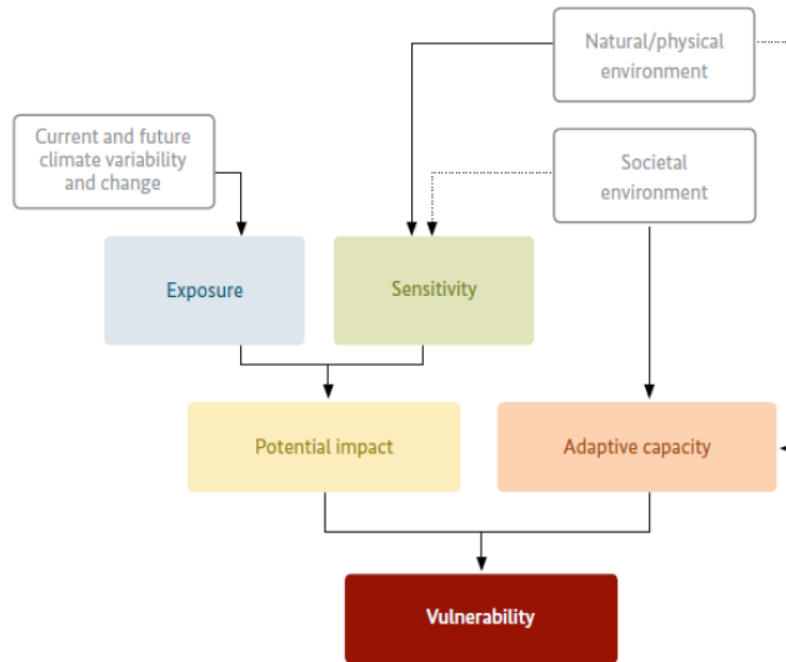 Natural/physical
environment
Current and future
climate variability
and change
Societal
environment
Exposure
Sensitivity
Potential impact
Adaptive capacity
Vulnerability